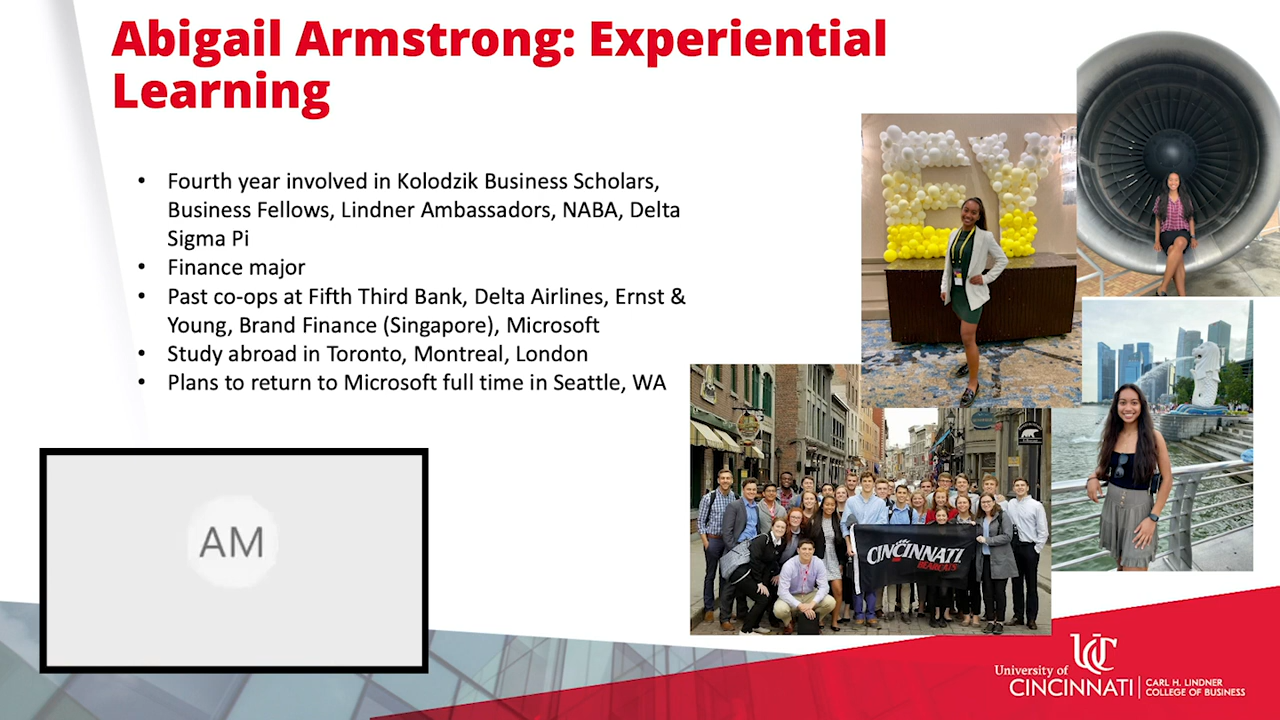 Abigail Armstrong: Experiential
Learning
• Fourth year involved in Kolodzik Business Scholars,
Business Fellows, Lindner Ambassadors, NABA, Delta
Sigma Pi
• Finance major
• Past co-ops at Fifth Third Bank, Delta Airlines, Ernst &
Young, Brand Finance (Singapore), Microsoft
• Study abroad in Toronto, Montreal, London
• Plans to return to Microsoft full time in Seattle, WA
EY
AM
CINCINNATI
BEARCATS
UC
University of
CINCINNATI
CARL H. LINDNER
COLLEGE OF BUSINESS